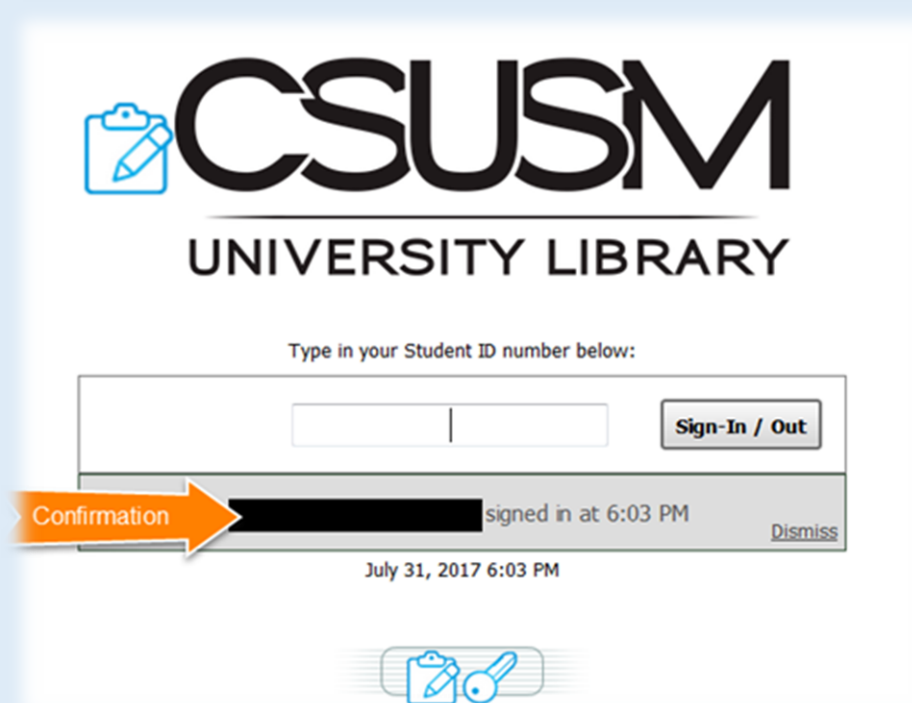 CSUSM
UNIVERSITY LIBRARY
Type in your Student ID number below:
Sign-In / Out
Confirmation
signed in at 6:03 PM
Dismiss
July 31, 2017 6:03 PM